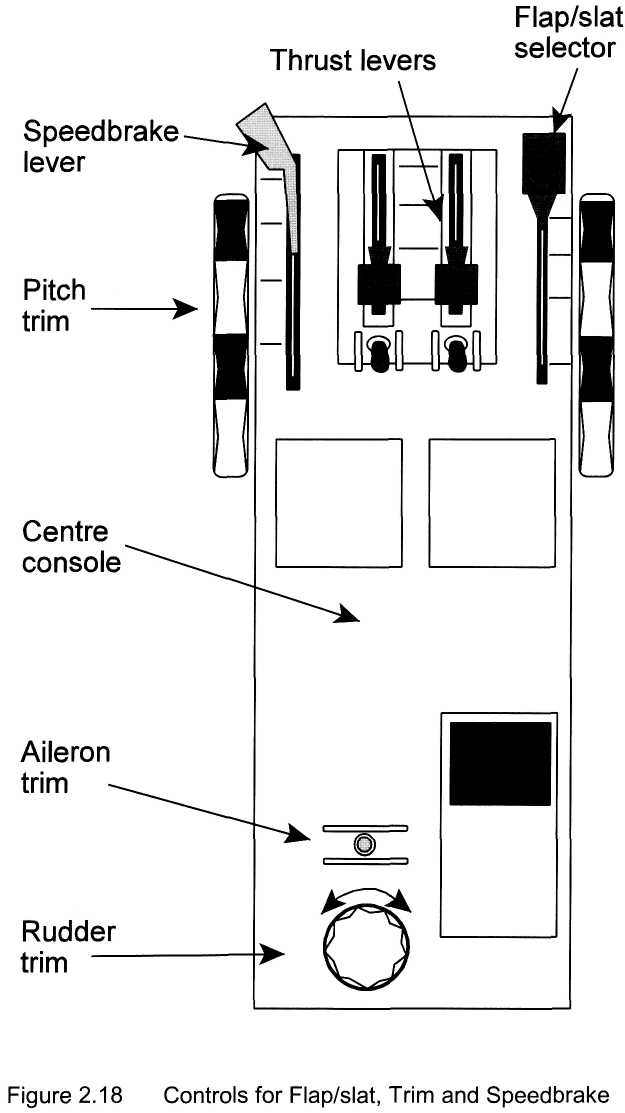 Flap/slat
selector
Thrust levers
Speedbrake
lever
Pitch
trim
Centre
console
Aileron
trim
Rudder
trim
Figure 2.18 Controls for Flap/slat, Trim and Speedbrake